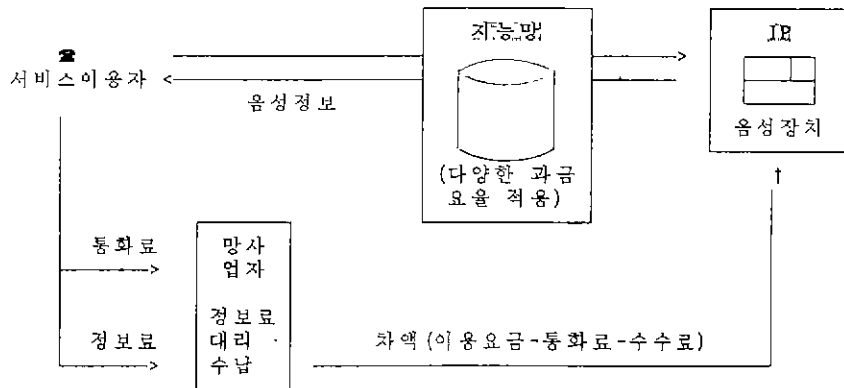 지능망
IP
서비스이용자
음성정보
음성장치
(다양한 과금
요율 적용)
통화료
망사
업자
정보료
정보료
대리
수납
차액(이용요금-통화료-수수료)